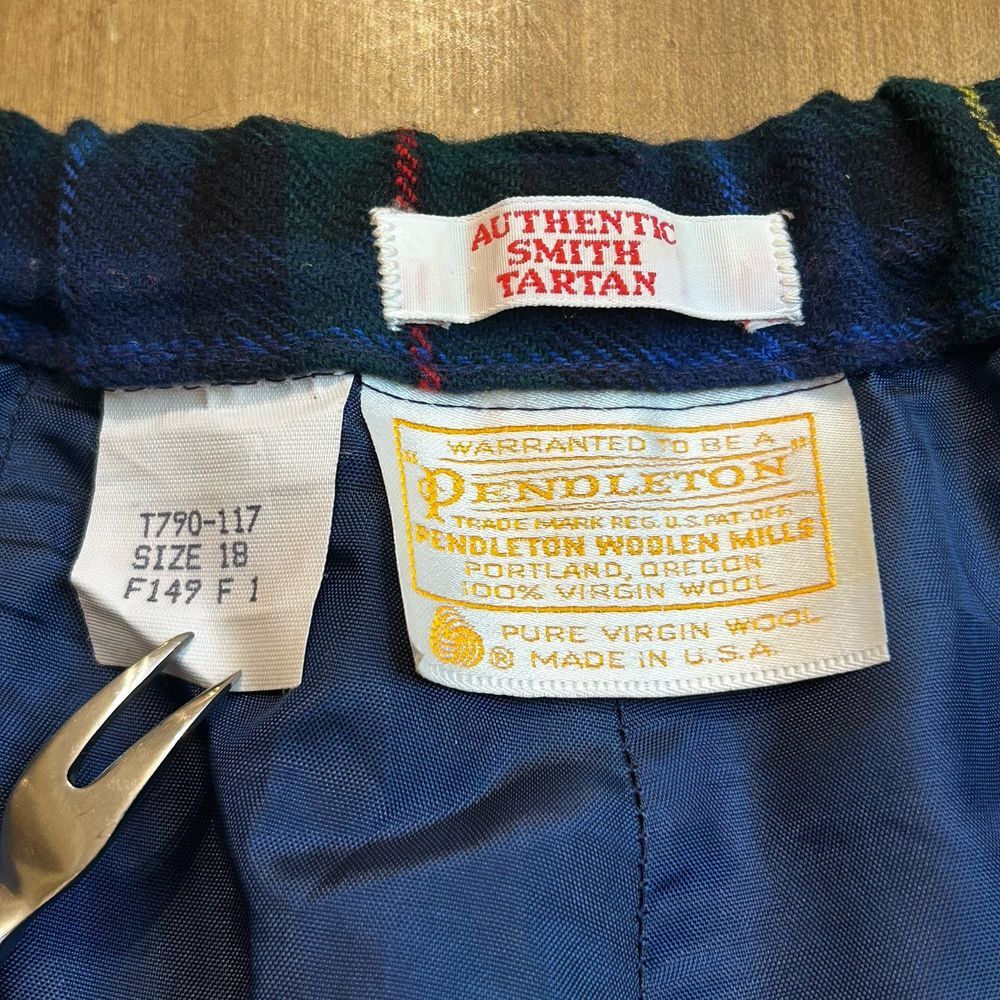 AUTHENTIC
SMITH
TARTAN
T790-117
SIZE 18
F149 F 1
WARRANTED TO BE A
"PENDLETON"
TRADE MARK REG. U.S. PAT. OFF.
PENDLETON WOOLEN MILLS
PORTLAND, OREGON
100% VIRGIN WOOL
PURE VIRGIN WOOL
® MADE IN U.S.A.